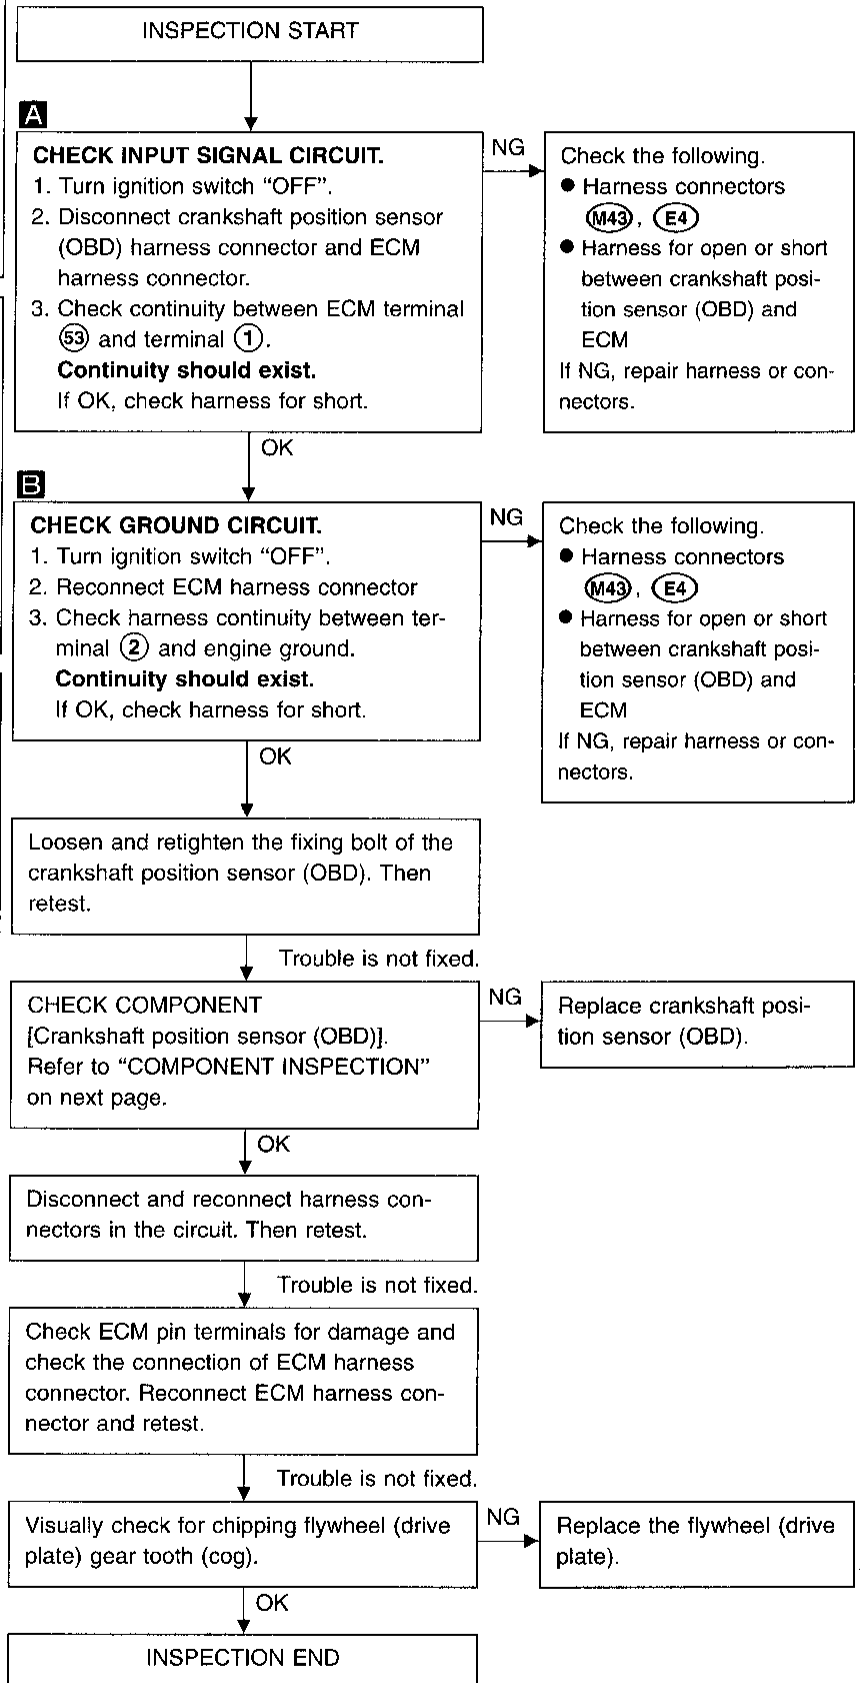 INSPECTION START
A
CHECK INPUT SIGNAL CIRCUIT.
1. Turn ignition switch “OFF”.
2. Disconnect crankshaft position sensor
(OBD) harness connector and ECM
harness connector.
3. Check continuity between ECM terminal
53 and terminal 1.
Continuity should exist.
If OK, check harness for short.
NG
Check the following.
● Harness connectors
M43, E4
● Harness for open or short
between crankshaft posi-
tion sensor (OBD) and
ECM
If NG, repair harness or con-
nectors.
OK
B
CHECK GROUND CIRCUIT.
1. Turn ignition switch “OFF”.
2. Reconnect ECM harness connector
3. Check harness continuity between ter-
minal 2 and engine ground.
Continuity should exist.
If OK, check harness for short.
NG
Check the following.
● Harness connectors
M43, E4
● Harness for open or short
between crankshaft posi-
tion sensor (OBD) and
ECM
If NG, repair harness or con-
nectors.
OK
Loosen and retighten the fixing bolt of the
crankshaft position sensor (OBD). Then
retest.
Trouble is not fixed.
CHECK COMPONENT
[Crankshaft position sensor (OBD)].
Refer to “COMPONENT INSPECTION”
on next page.
NG
Replace crankshaft posi-
tion sensor (OBD).
OK
Disconnect and reconnect harness con-
nectors in the circuit. Then retest.
Trouble is not fixed.
Check ECM pin terminals for damage and
check the connection of ECM harness
connector. Reconnect ECM harness con-
nector and retest.
Trouble is not fixed.
Visually check for chipping flywheel (drive
plate) gear tooth (cog).
NG
Replace the flywheel (drive
plate).
OK
INSPECTION END